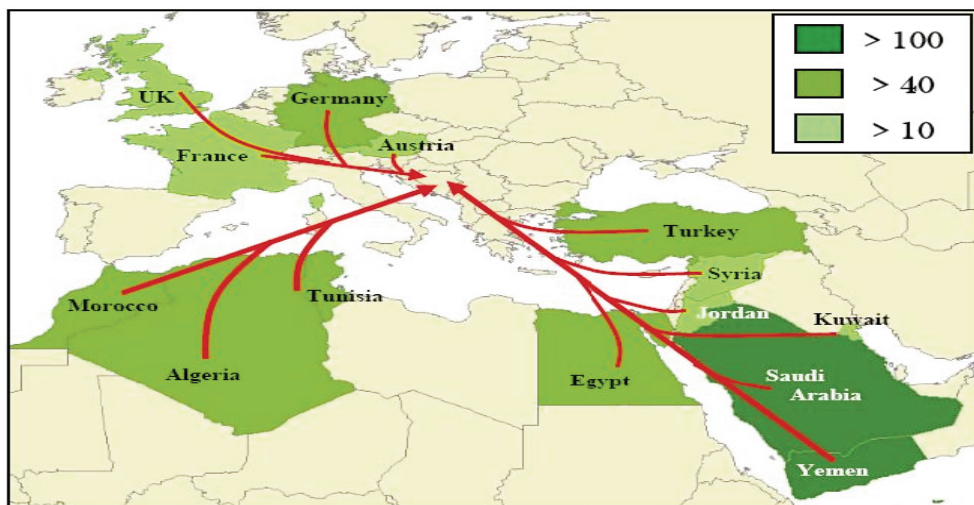 > 100
> 40
> 10
UK
Germany
France
Austria
Turkey
Syria
Morocco
Tunisia
Jordan
Kuwait
Algeria
Egypt
Saudi
Arabia
Yemen